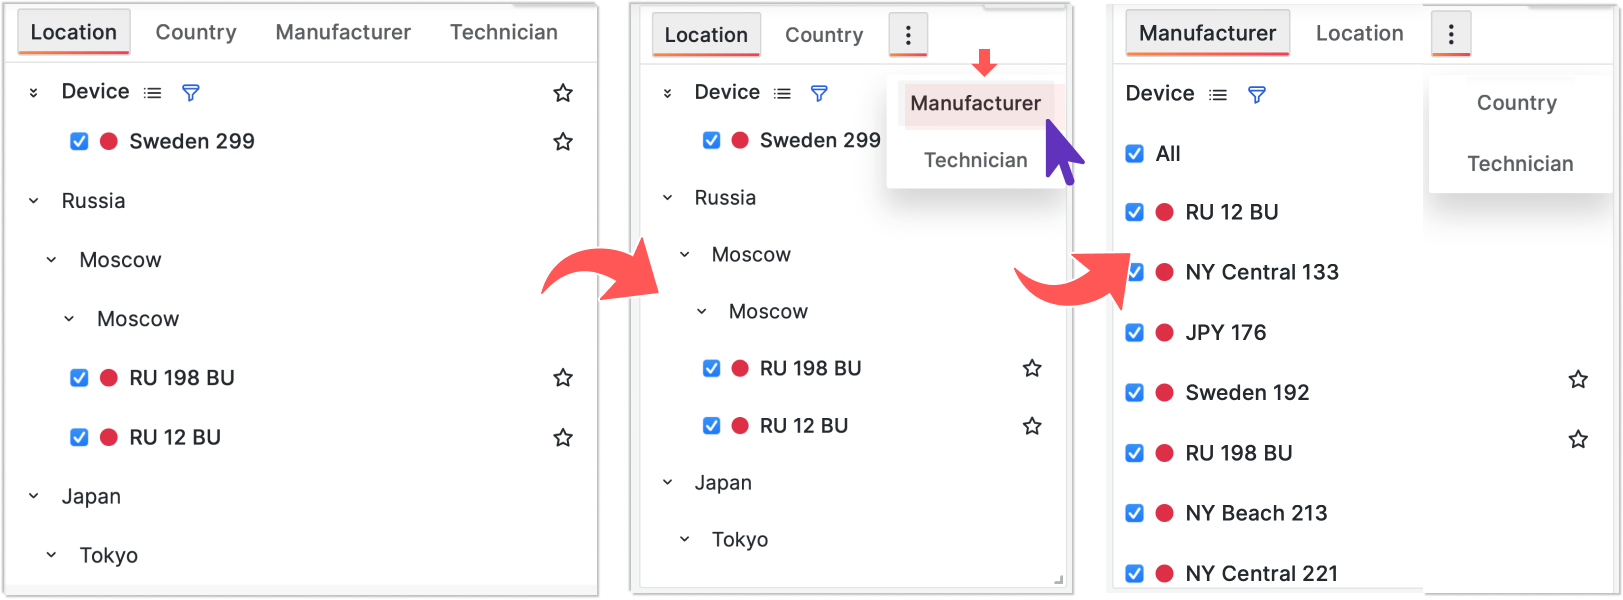 Location Country Manufacturer Technician
Device
Sweden 299
Russia
Moscow
Moscow
RU 198 BU
RU 12 BU
Japan
Tokyo
Location Country
Manufacturer
Technician
Device
Sweden 299
Russia
Moscow
Moscow
RU 198 BU
RU 12 BU
Japan
Tokyo
Manufacturer Location
Country
Technician
Device
All
RU 12 BU
NY Central 133
JPY 176
Sweden 192
RU 198 BU
NY Beach 213
NY Central 221